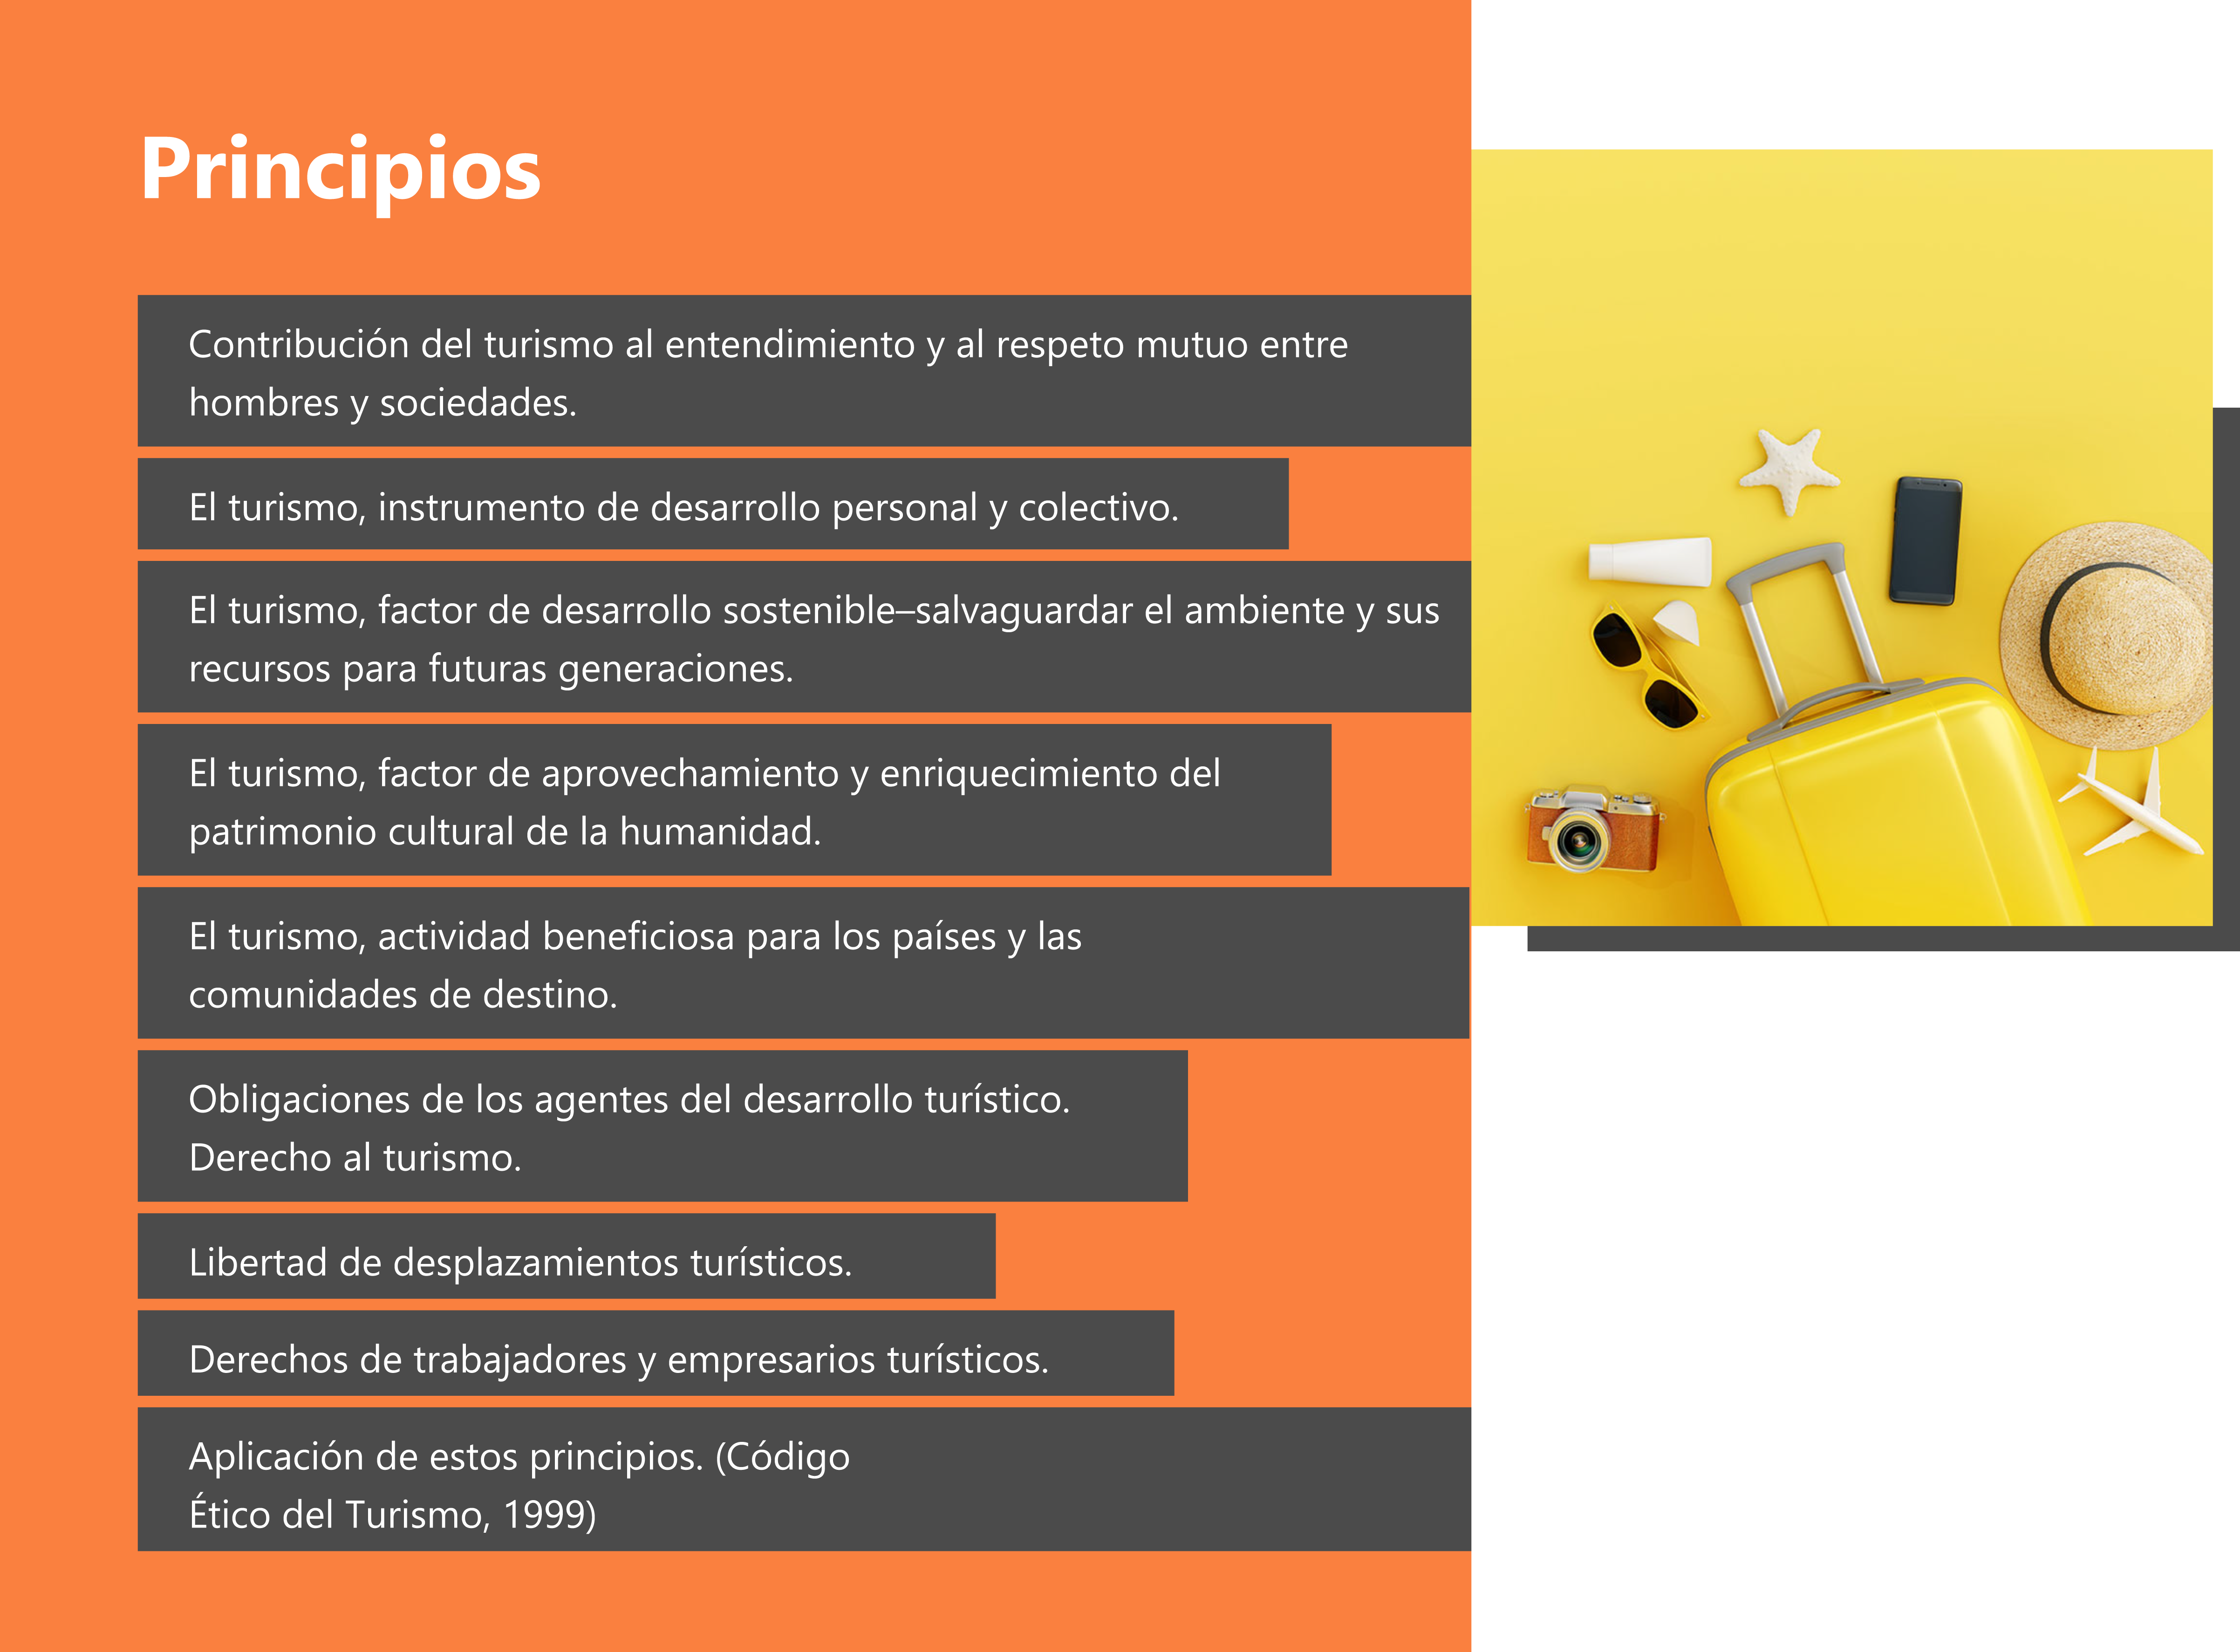 Principios
Contribución del turismo al entendimiento y al respeto mutuo entre
hombres y sociedades.
El turismo, instrumento de desarrollo personal y colectivo.
El turismo, factor de desarrollo sostenible–salvaguardar el ambiente y sus
recursos para futuras generaciones.
El turismo, factor de aprovechamiento y enriquecimiento del
patrimonio cultural de la humanidad.
El turismo, actividad beneficiosa para los países y las
comunidades de destino.
Obligaciones de los agentes del desarrollo turístico.
Derecho al turismo.
Libertad de desplazamientos turísticos.
Derechos de trabajadores y empresarios turísticos.
Aplicación de estos principios. (Código
Ético del Turismo, 1999)